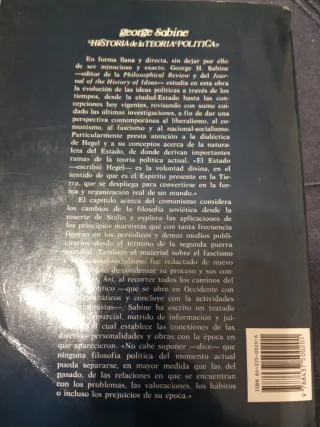 george Sabine
«HISTORIA de la TEORIA POLITICA»
En forma llana y directa, sin dejar por ello
de ser minucioso y exacto, George H. Sabine
—editor de la Philosophical Review y del Jour-
nal of the History of Ideas— estudia en esta obra
la evolución de las ideas políticas a través de los
tiempos, desde la ciudad-Estado hasta las con-
cepciones hoy vigentes, revisando con sumo cui-
dado las últimas investigaciones, a fin de dar una
perspectiva contemporánea al liberalismo, al co-
munismo, al fascismo y al nacional-socialismo.
Particularmente presta atención a la dialéctica
de Hegel y a sus conceptos acerca de la natura-
leza del Estado, de donde derivan importantes
ramas de la teoría política actual. «El Estado
—escribió Hegel— es la voluntad divina, en el
sentido de que es el Espíritu presente en la Tie-
rra, que se despliega para convertirse en la for-
ma y organización real de un mundo.»
El capítulo acerca del comunismo considera
los cambios de la filosofía soviética desde la
muerte de Stalin y explora las aplicaciones de
los principios marxistas que con tanta frecuencia
figuran en los periódicos y demás medios publi-
citarios desde el término de la segunda guerra
mundial. También el material sobre el fascismo
nacional-socialismo fue redactado de nuevo
objeto de condensar su proceso y sus con-
Así, al recorrer todos los caminos del
político —que se abre en Occidente con
y concluye con las actividades
Sabine ha escrito un tratado
parcial, nutrido de información y jui-
el cual establece las conexiones de las
diversas personalidades y obras con la época en
que aparecieron. «No cabe suponer —dice— que
ninguna filosofía política del momento actual
pueda separarse, en mayor medida que las del
pasado, de las relaciones en que se encuentran
con los problemas, las valoraciones, los hábitos
o incluso los prejuicios de su época.»